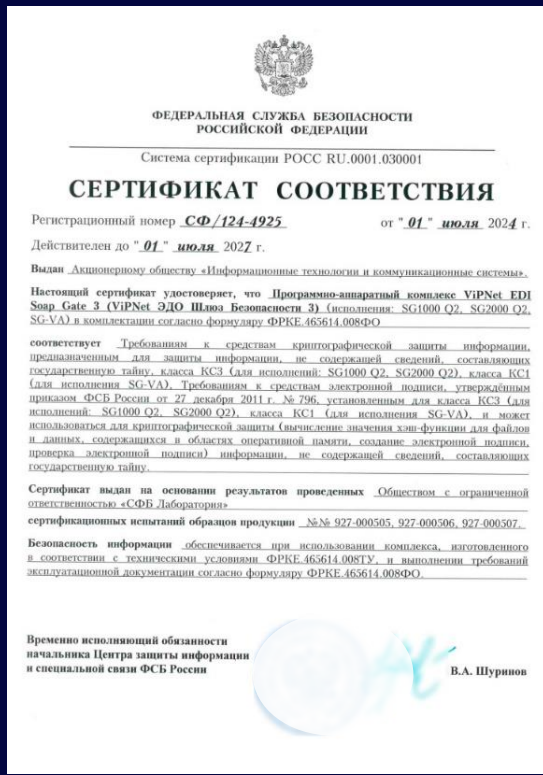 ФЕДЕРАЛЬНАЯ СЛУЖБА БЕЗОПАСНОСТИ
РОССИЙСКОЙ ФЕДЕРАЦИИ
Система сертификации РОСС RU.0001.030001
СЕРТИФИКАТ СООТВЕТСТВИЯ
Регистрационный номер СФ/124-4925 от "01" июля 2024 г.
Действителен до "01" июля 2027 г.
Выдан Акционерному обществу «Информационные технологии и коммуникационные системы».
Настоящий сертификат удостоверяет, что Программно-аппаратный комплекс ViPNet EDI
Soap Gate 3 (ViPNet ЭДО Шлюз Безопасности 3) (исполнения: SG1000 Q2, SG2000 Q2,
SG-VA) в комплектации согласно формуляру ФРКЕ.465614.008ФО
соответствует Требованиям к средствам криптографической защиты информации,
предназначенным для защиты информации, не содержащей сведений, составляющих
государственную тайну, класса КС3 (для исполнений: SG1000 Q2, SG2000 Q2), класса КС1
(для исполнения SG-VA), Требованиям к средствам электронной подписи, утверждённым
приказом ФСБ России от 27 декабря 2011 г. № 796, установленным для класса КС3 (для
исполнений: SG1000 Q2, SG2000 Q2), класса КС1 (для исполнения SG-VA), и может
использоваться для криптографической защиты (вычисление значения хэш-функции для файлов
и данных, содержащихся в областях оперативной памяти, создание электронной подписи,
проверка электронной подписи) информации, не содержащей сведений, составляющих
государственную тайну.
Сертификат выдан на основании результатов проведенных Обществом с ограниченной
ответственностью «СФБ Лаборатория»
сертификационных испытаний образцов продукции №№ 927-000505, 927-000506, 927-000507.
Безопасность информации обеспечивается при использовании комплекса, изготовленного
в соответствии с техническими условиями ФРКЕ.465614.008ТУ, и выполнении требований
эксплуатационной документации согласно формуляру ФРКЕ.465614.008ФО.
Временно исполняющий обязанности
начальника Центра защиты информации
и специальной связи ФСБ России В.А. Шуринов